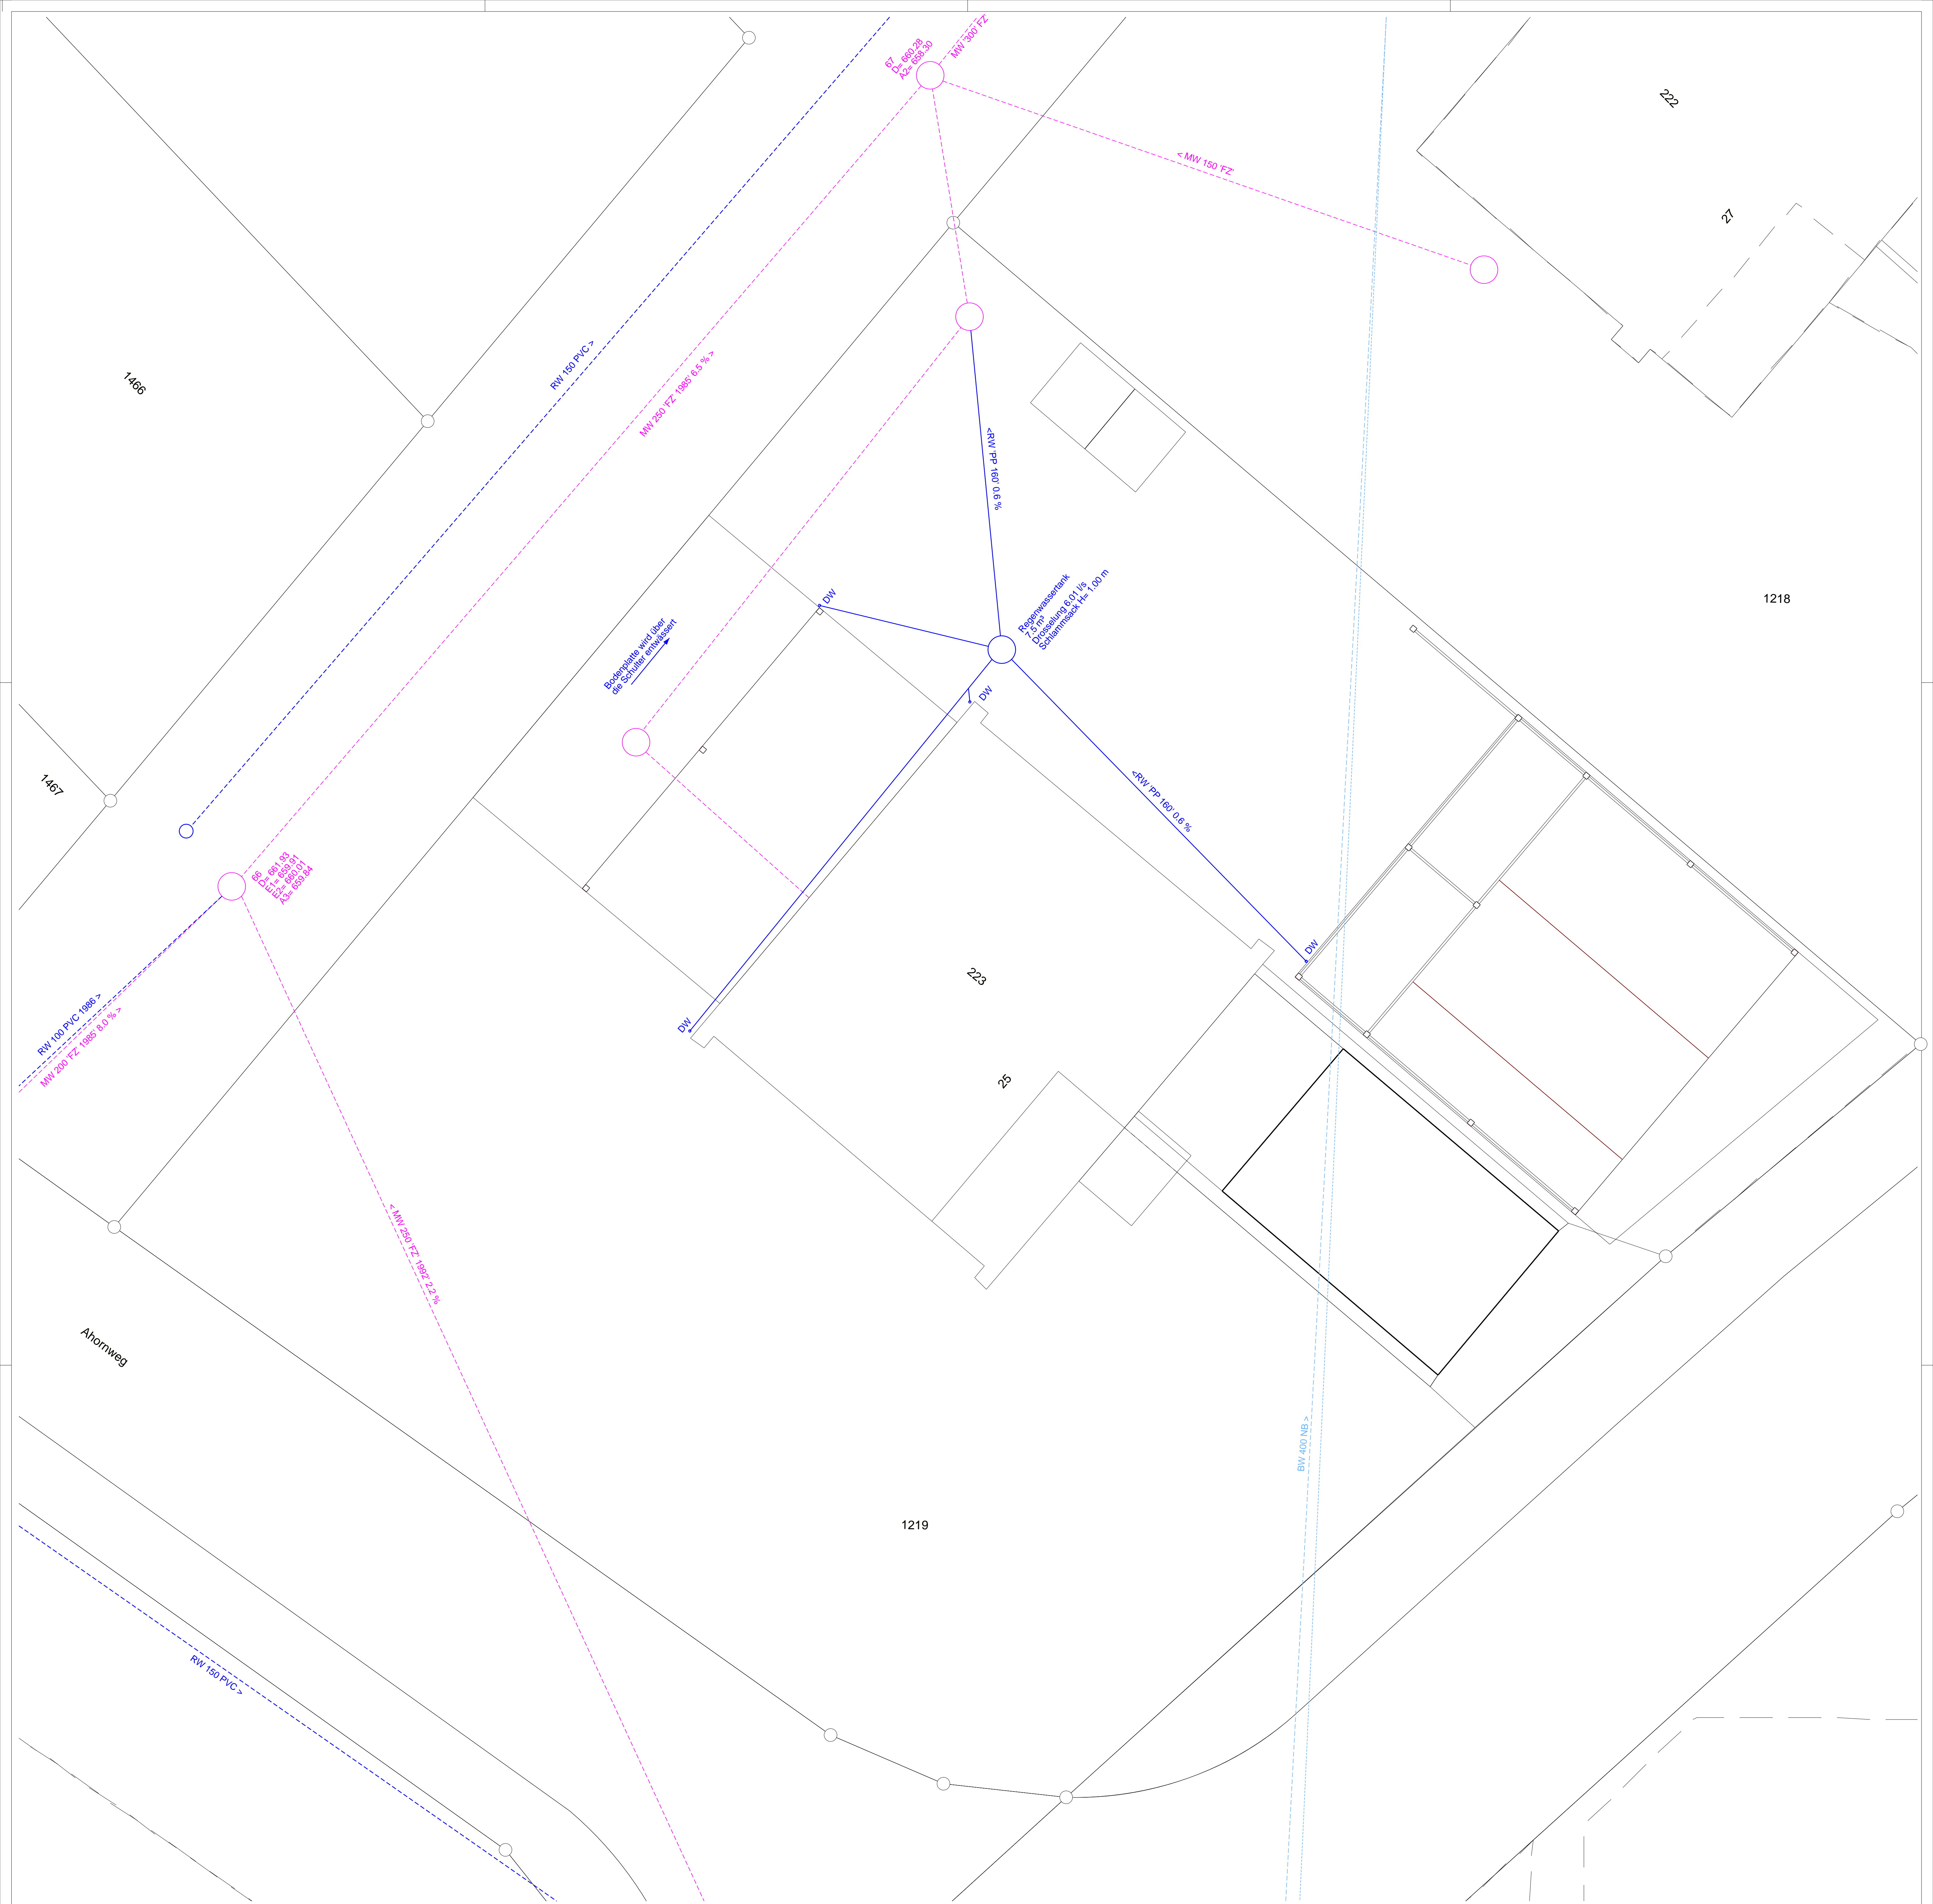 67
D= 660.28
A2= 658.30
MW '300' FZ'
222
< MW 150 'FZ'
27
RW 150 PVC >
MW 250 'FZ' 1985' 6.5 % >
1466
<RW 'PP 160' 0.6 %
1218
DW
Regenwassertank
7.5 m³
Drosselung 6.01 l/s
Schlammsack H= 1.00 m
Bodenplatte wird über
die Schulter entwässert
DW
1467
<RW 'PP 160' 0.6 %
66
D= 661.93
E1= 659.91
E2= 660.01
A3= 659.84
DW
223
RW 100 PVC 1986 >
MW 200 'FZ' 1985' 8.0 % >
DW
25
< MW 250 'FZ' 1992' 2.2 %
Ahornweg
BW 400 NB >
1219
RW 150 PVC >